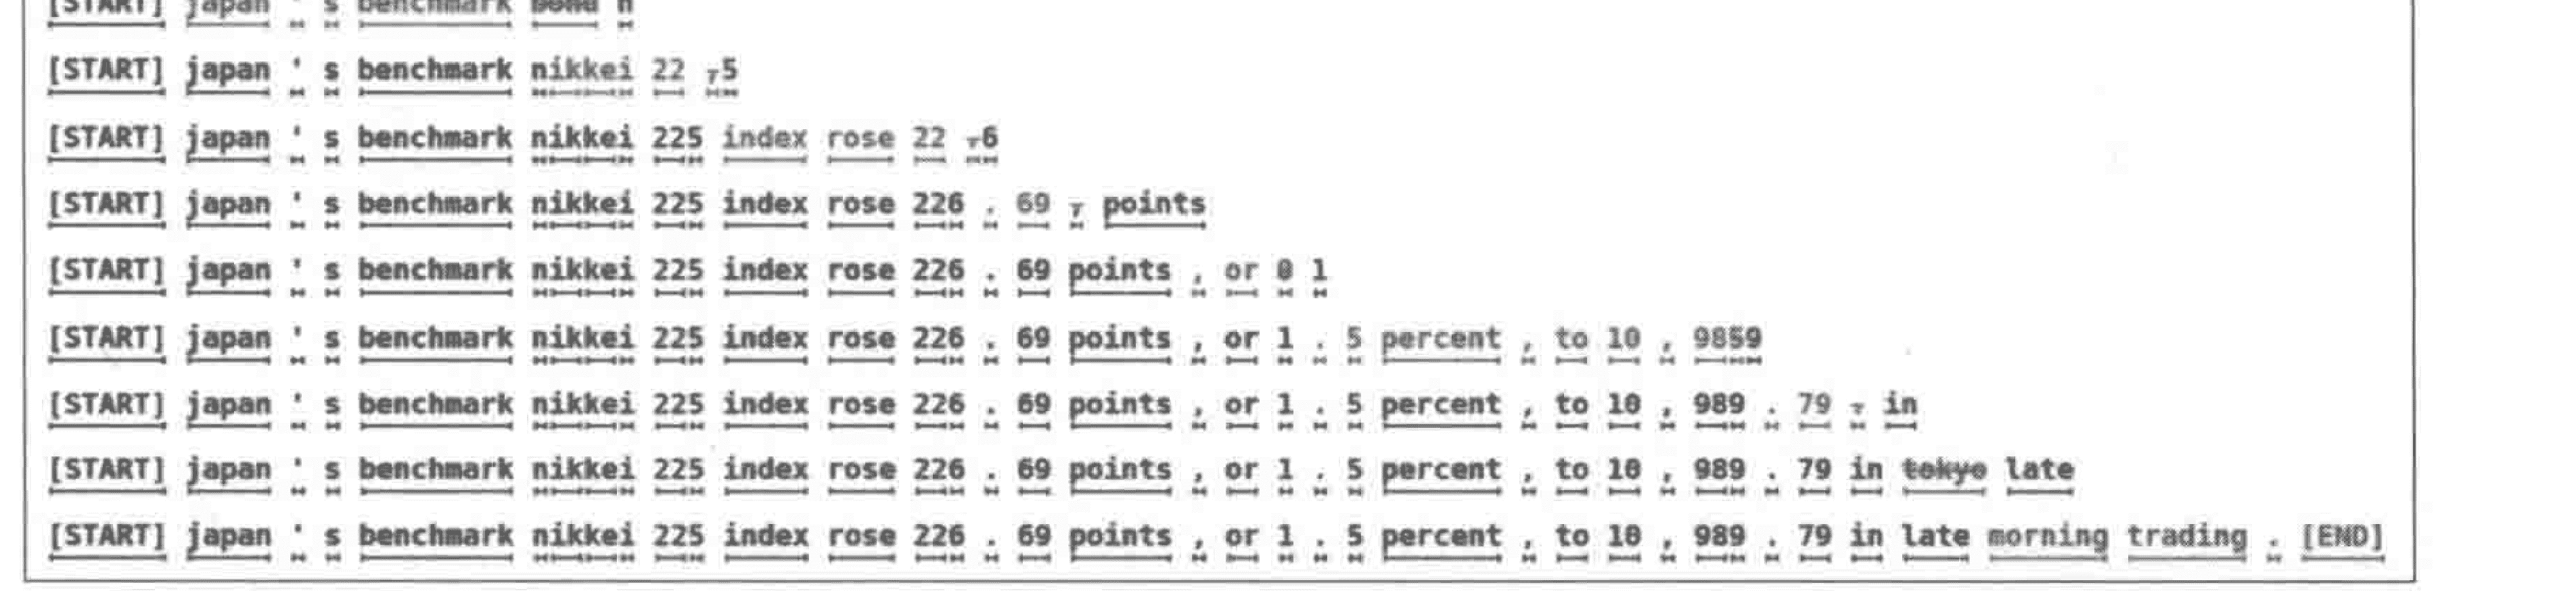 [START] japan ' s benchmark bond n
[START] japan ' s benchmark nikkei 22 ,5
[START] japan ' s benchmark nikkei 225 index rose 22 ,6
[START] japan ' s benchmark nikkei 225 index rose 226 . 69 , points
[START] japan ' s benchmark nikkei 225 index rose 226 . 69 points , or 0 1
[START] japan ' s benchmark nikkei 225 index rose 226 . 69 points , or 1 . 5 percent , to 10 , 9859
[START] japan ' s benchmark nikkei 225 index rose 226 . 69 points , or 1 . 5 percent , to 10 , 989 . 79 , in
[START] japan ' s benchmark nikkei 225 index rose 226 . 69 points , or 1 . 5 percent , to 10 , 989 . 79 in tokyo late
[START] japan ' s benchmark nikkei 225 index rose 226 . 69 points , or 1 . 5 percent , to 10 , 989 . 79 in late morning trading . [END]